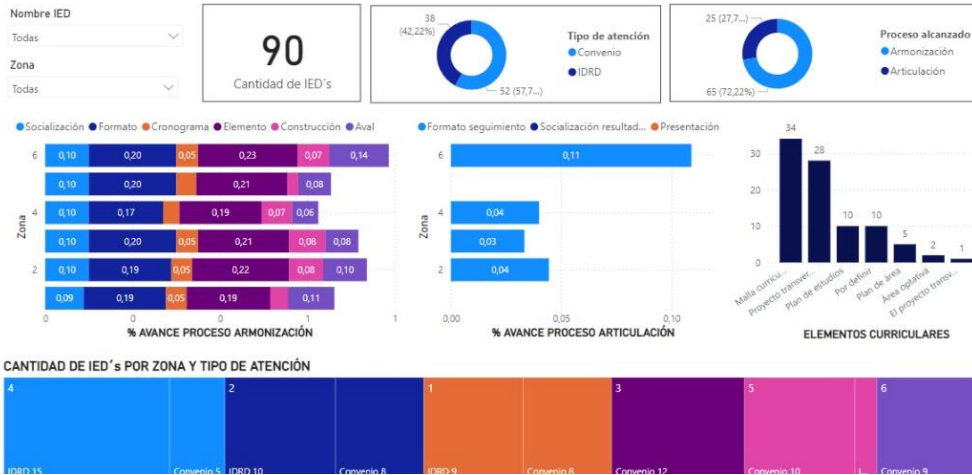 Nombre IED
Todas
Zona
Todas
90
Cantidad de IED´s
38
(42,22%)
52 (57,7...)
Tipo de atención
Convenio
IDRD
25 (27,7...)
65 (72,22%)
Proceso alcanzado
Armonización
Articulación
Socialización Formato Cronograma Elemento Construcción Aval
Zona
6 0,10 0,20 0,05 0,23 0,07 0,14
0,10 0,20 0,21 0,08
4 0,10 0,17 0,19 0,07 0,06
0,10 0,20 0,05 0,21 0,08 0,08
2 0,10 0,19 0,05 0,22 0,08 0,10
0,09 0,19 0,05 0,19 0,11
0 0 0 1 1
% AVANCE PROCESO ARMONIZACIÓN
Formato seguimiento Socialización resultad... Presentación
Zona
6 0,11
4 0,04
0,03
2 0,04
0,00 0,05 0,10
% AVANCE PROCESO ARTICULACIÓN
34
30
28
20
10
10
10
5
2
1
0
Malla curricu...
Proyecto transver...
Plan de estudios
Por definir
Plan de área
Área optativa
El proyecto transv...
ELEMENTOS CURRICULARES
CANTIDAD DE IED´s POR ZONA Y TIPO DE ATENCIÓN
4 2 1 3 5 6
IDRD 15 Convenio 5 IDRD 10 Convenio 8 IDRD 9 Convenio 8 Convenio 12 Convenio 10 I... Convenio 9